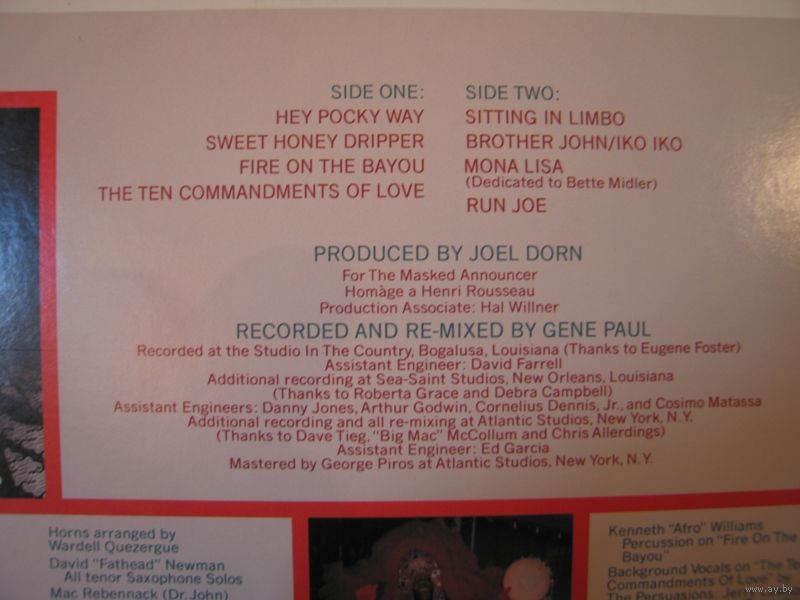 SIDE ONE:
HEY POCKY WAY
SWEET HONEY DRIPPER
FIRE ON THE BAYOU
THE TEN COMMANDMENTS OF LOVE
SIDE TWO:
SITTING IN LIMBO
BROTHER JOHN/IKO IKO
MONA LISA
(Dedicated to Bette Midler)
RUN JOE
PRODUCED BY JOEL DORN
For The Masked Announcer
Homàge a Henri Rousseau
Production Associate: Hal Willner
RECORDED AND RE-MIXED BY GENE PAUL
Recorded at the Studio In The Country, Bogalusa, Louisiana (Thanks to Eugene Foster)
Assistant Engineer: David Farrell
Additional recording at Sea-Saint Studios, New Orleans, Louisiana
(Thanks to Roberta Grace and Debra Campbell)
Assistant Engineers: Danny Jones, Arthur Godwin, Cornelius Dennis, Jr., and Cosimo Matassa
Additional recording and all re-mixing at Atlantic Studios, New York, N.Y.
(Thanks to Dave Tieg, "Big Mac" McCollum and Chris Allerdings)
Assistant Engineer: Ed Garcia
Mastered by George Piros at Atlantic Studios, New York, N.Y.
Horns arranged by
Wardell Quezergue
David "Fathead" Newman
All tenor Saxophone Solos
Mac Rebennack (Dr. John)
Kenneth "Afro" Williams
Percussion on "Fire On The
Bayou"
Background Vocals on "The Ten
Commandments Of Love" by
The Persuasions:
www.ay.by